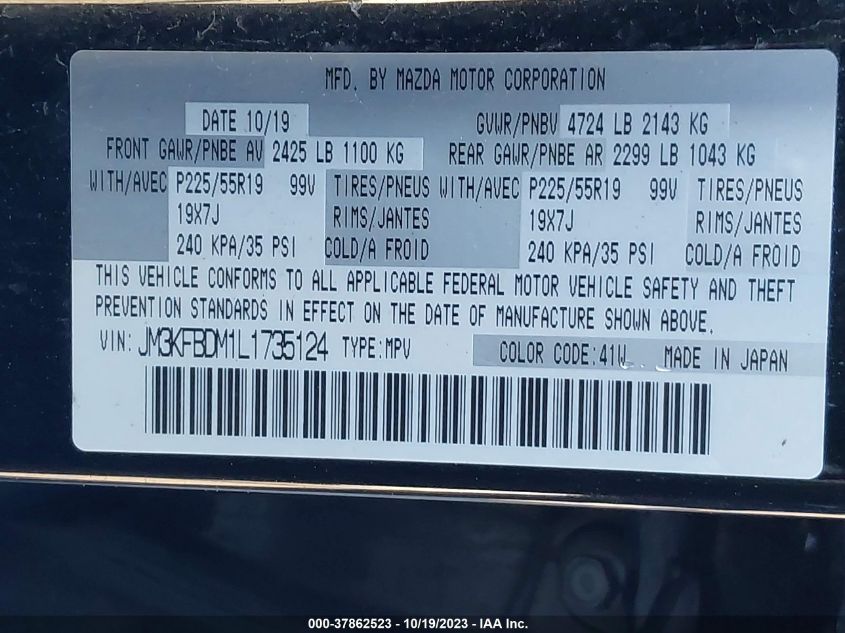 MFD. BY MAZDA MOTOR CORPORATION
DATE 10/19 GVWR/PNBV 4724 LB 2143 KG
FRONT GAWR/PNBE AV 2425 LB 1100 KG REAR GAWR/PNBE AR 2299 LB 1043 KG
WITH/AVEC P225/55R19 99V TIRES/PNEUS WITH/AVEC P225/55R19 99V TIRES/PNEUS
19X7J RIMS/JANTES 19X7J RIMS/JANTES
240 KPA/35 PSI COLD/A FROID 240 KPA/35 PSI COLD/A FROID
THIS VEHICLE CONFORMS TO ALL APPLICABLE FEDERAL MOTOR VEHICLE SAFETY AND THEFT
PREVENTION STANDARDS IN EFFECT ON THE DATE OF MANUFACTURE SHOWN ABOVE.
VIN: JM3KFBDM1L1735124 TYPE:MPV COLOR CODE:41W MADE IN JAPAN
000-37862523 - 10/19/2023 - IAA Inc.